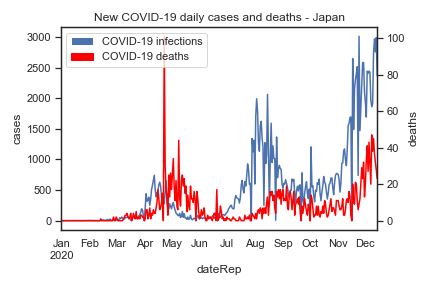 New COVID-19 daily cases and deaths - Japan
COVID-19 infections
COVID-19 deaths
3000
2500
2000
1500
1000
500
0
cases
100
80
60
40
20
0
deaths
Jan Feb Mar Apr May Jun Jul Aug Sep Oct Nov Dec
2020
dateRep